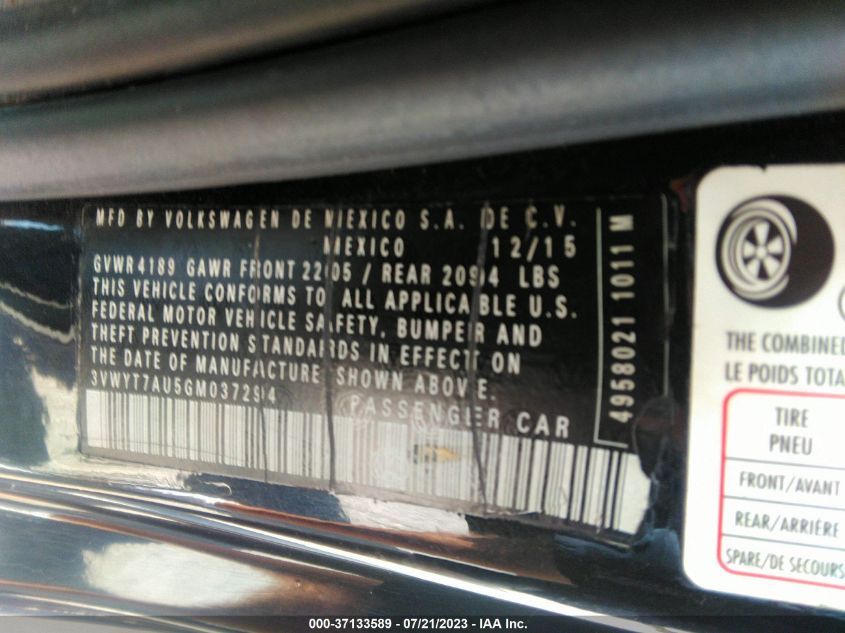 MFD BY VOLKSWAGEN DE MEXICO S.A. DE C.V.
MEXICO 12/15
GVWR 4189 GAWR FRONT 2205 / REAR 2094 LBS
THIS VEHICLE CONFORMS TO ALL APPLICABLE U.S.
FEDERAL MOTOR VEHICLE SAFETY, BUMPER AND
THEFT PREVENTION STANDARDS IN EFFECT ON
THE DATE OF MANUFACTURE SHOWN ABOVE.
3VWYT7AU5GM037294
PASSENGER CAR
4958021 1011 M
THE COMBINED
LE POIDS TOTA
TIRE
PNEU
FRONT/AVANT
REAR/ARRIÈRE
SPARE/DE SECOURS
000-37133589 - 07/21/2023 - IAA Inc.